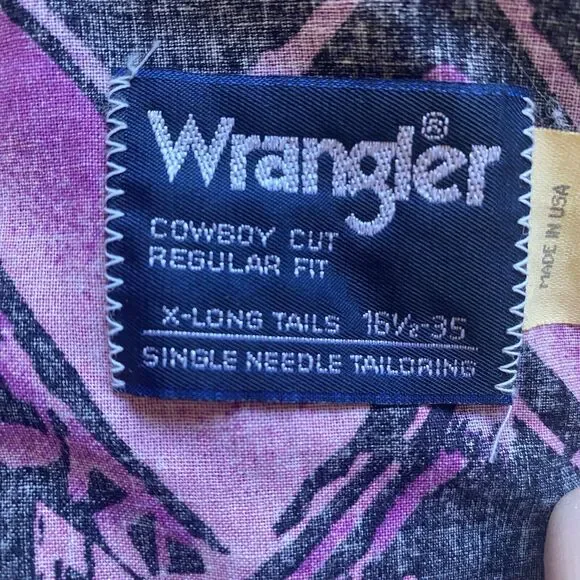 Wrangler®
COWBOY CUT
REGULAR FIT
X-LONG TAILS 16½-35
SINGLE NEEDLE TAILORING
MADE IN USA